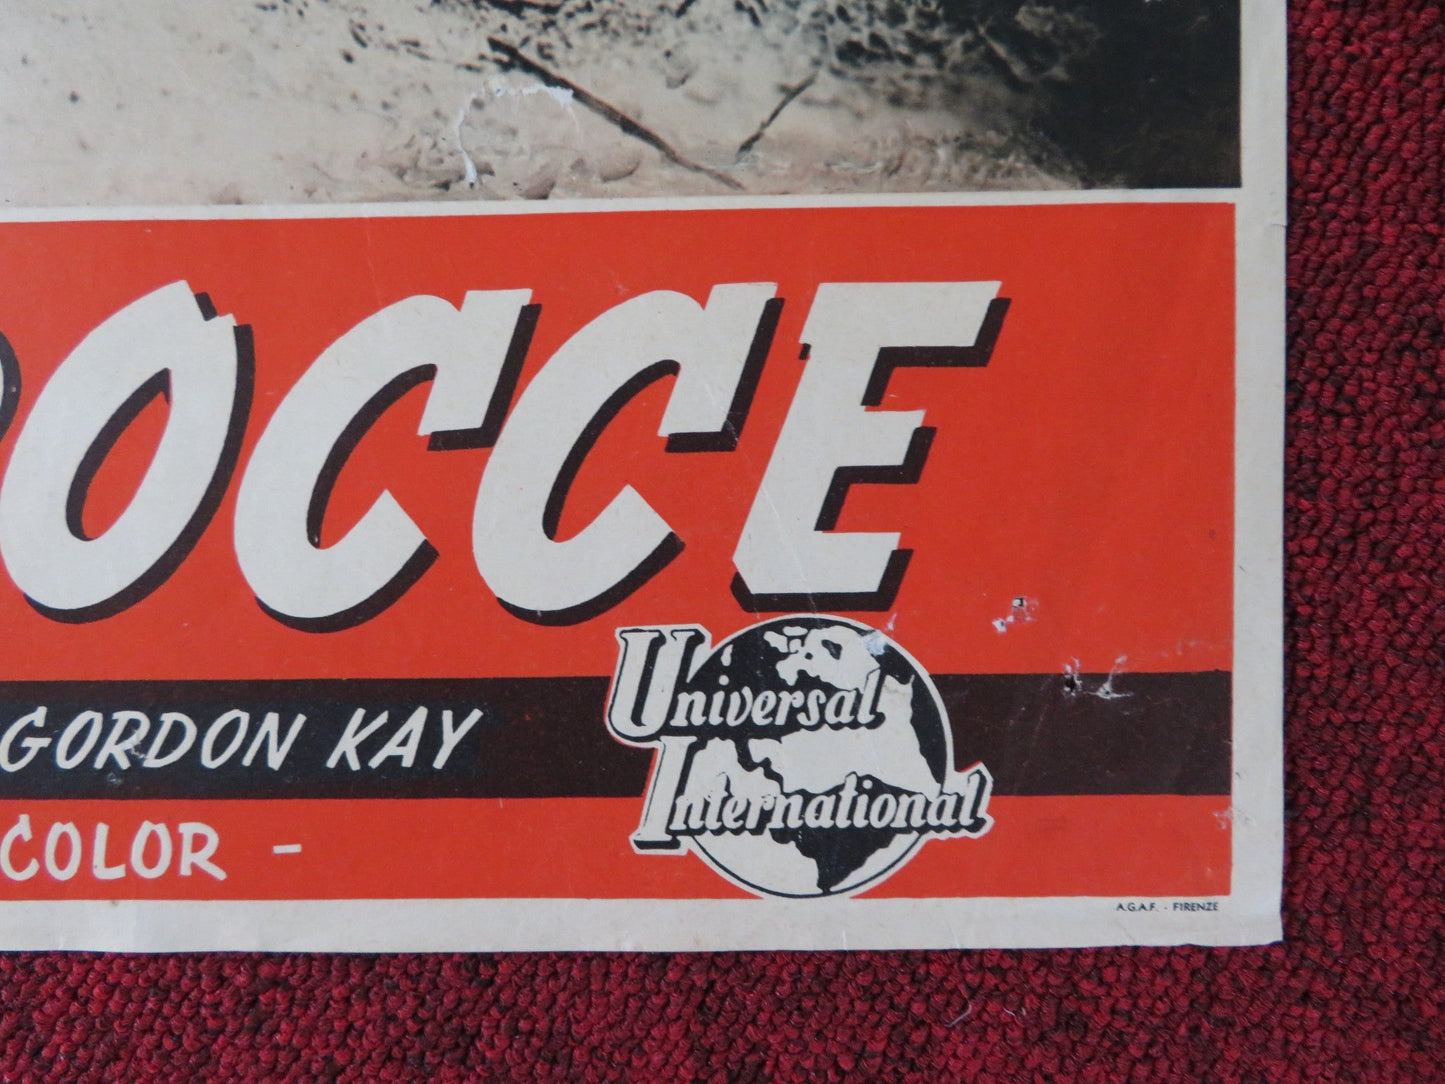 OCCE
GORDON KAY
Universal
International
COLOR -
A.G.A.F. - FIRENZE